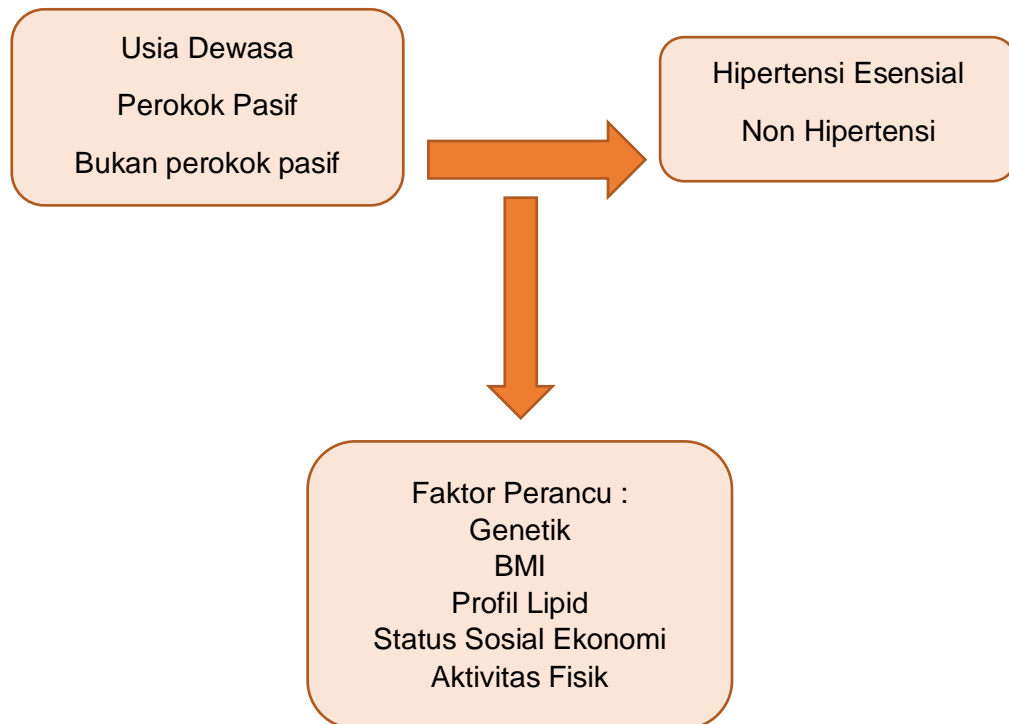 Usia Dewasa
Perokok Pasif
Bukan perokok pasif
Hipertensi Esensial
Non Hipertensi
Faktor Perancu :
Genetik
BMI
Profil Lipid
Status Sosial Ekonomi
Aktivitas Fisik